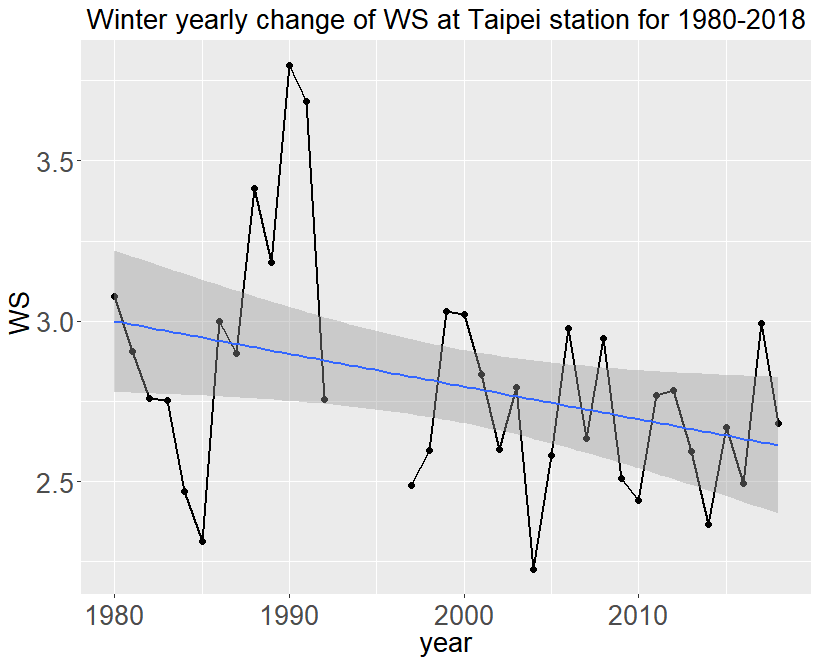 Winter yearly change of WS at Taipei station for 1980-2018
WS
3.5
3.0
2.5
1980 1990 2000 2010
year